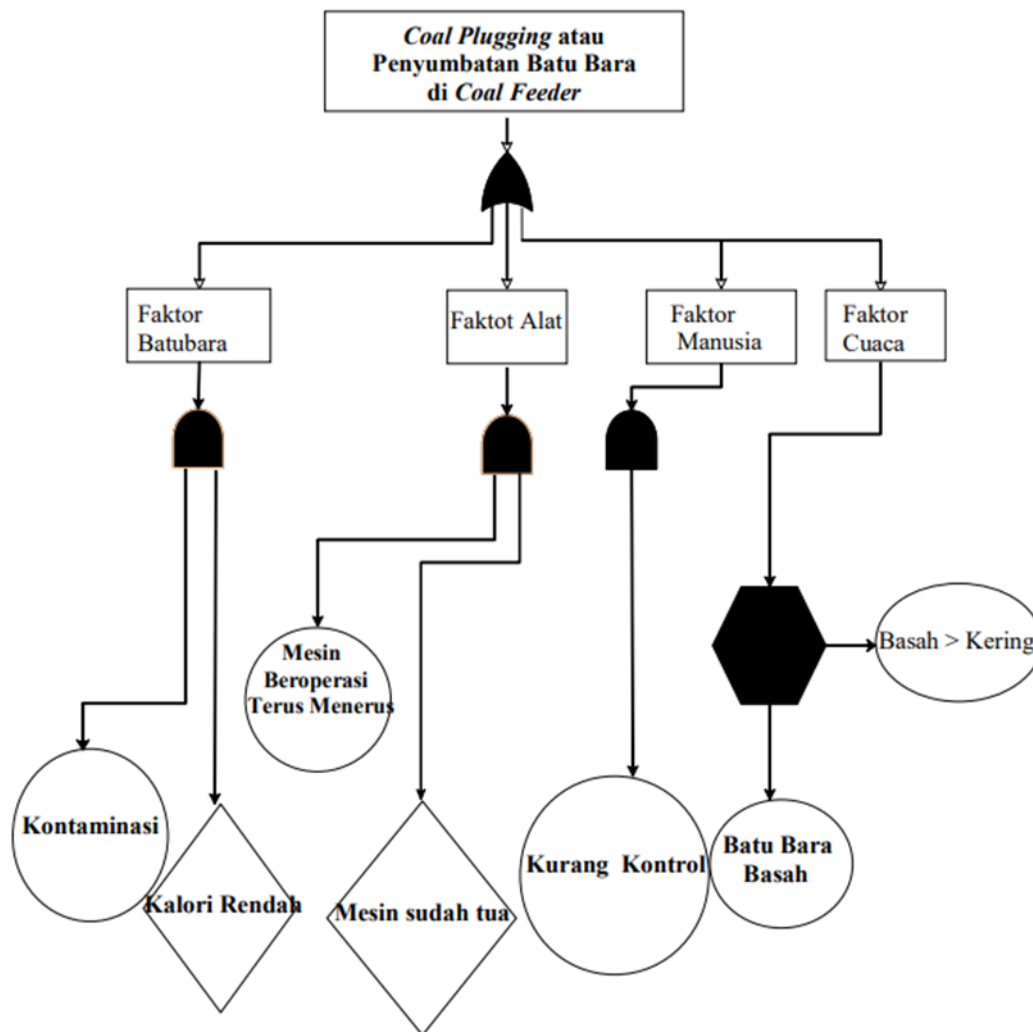 Coal Plugging atau
Penyumbatan Batu Bara
di Coal Feeder
Faktor
Batubara
Faktot Alat
Faktor
Manusia
Faktor
Cuaca
Mesin
Beroperasi
Terus Menerus
Basah > Kering
Kontaminasi
Kalori Rendah
Mesin sudah tua
Kurang Kontrol
Batu Bara
Basah